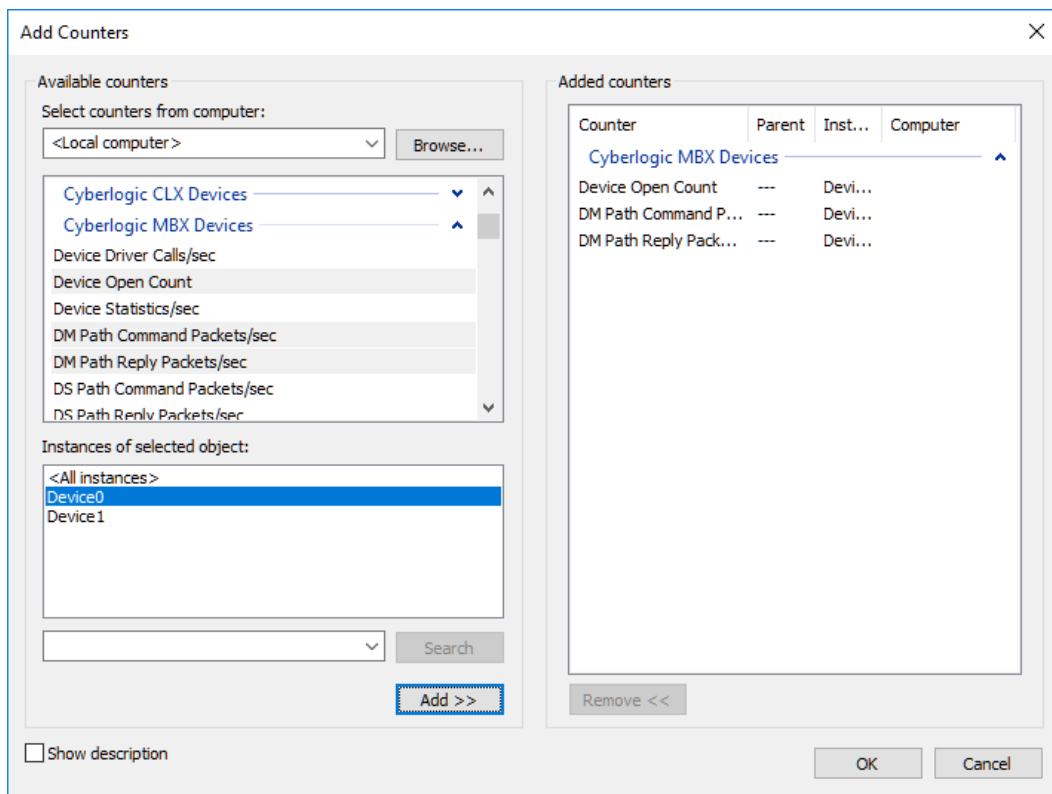 Add Counters
Available counters
Select counters from computer:
<Local computer>
Browse...
Cyberlogic CLX Devices
Cyberlogic MBX Devices
Device Driver Calls/sec
Device Open Count
Device Statistics/sec
DM Path Command Packets/sec
DM Path Reply Packets/sec
DS Path Command Packets/sec
DS Path Reply Packets/sec
Instances of selected object:
<All instances>
Device0
Device1
Search
Add >>
Show description
Added counters
Counter Parent Inst... Computer
Cyberlogic MBX Devices
Device Open Count --- Devi...
DM Path Command P... --- Devi...
DM Path Reply Pack... --- Devi...
Remove <<
OK Cancel